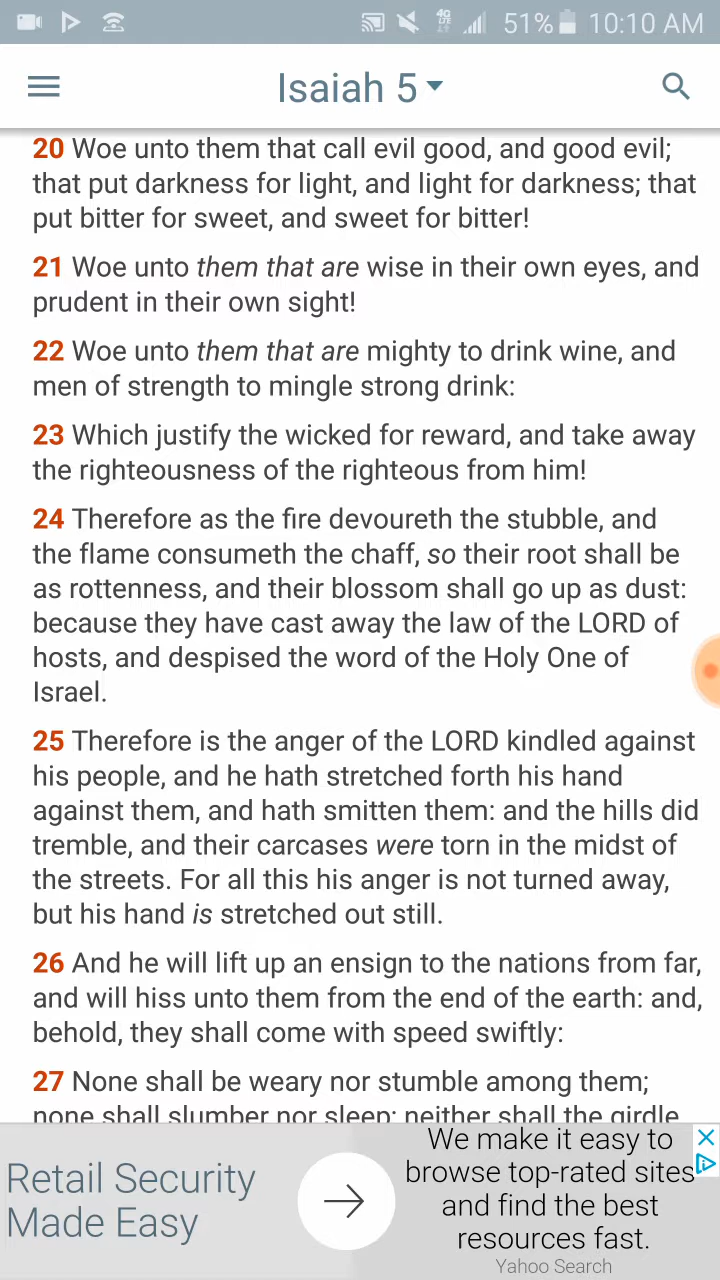 51% 10:10 AM
Isaiah 5
20 Woe unto them that call evil good, and good evil;
that put darkness for light, and light for darkness; that
put bitter for sweet, and sweet for bitter!
21 Woe unto them that are wise in their own eyes, and
prudent in their own sight!
22 Woe unto them that are mighty to drink wine, and
men of strength to mingle strong drink:
23 Which justify the wicked for reward, and take away
the righteousness of the righteous from him!
24 Therefore as the fire devoureth the stubble, and
the flame consumeth the chaff, so their root shall be
as rottenness, and their blossom shall go up as dust:
because they have cast away the law of the LORD of
hosts, and despised the word of the Holy One of
Israel.
25 Therefore is the anger of the LORD kindled against
his people, and he hath stretched forth his hand
against them, and hath smitten them: and the hills did
tremble, and their carcases were torn in the midst of
the streets. For all this his anger is not turned away,
but his hand is stretched out still.
26 And he will lift up an ensign to the nations from far,
and will hiss unto them from the end of the earth: and,
behold, they shall come with speed swiftly:
27 None shall be weary nor stumble among them;
none shall slumber nor sleep; neither shall the girdle
Retail Security
Made Easy
We make it easy to
browse top-rated sites
and find the best
resources fast.
Yahoo Search